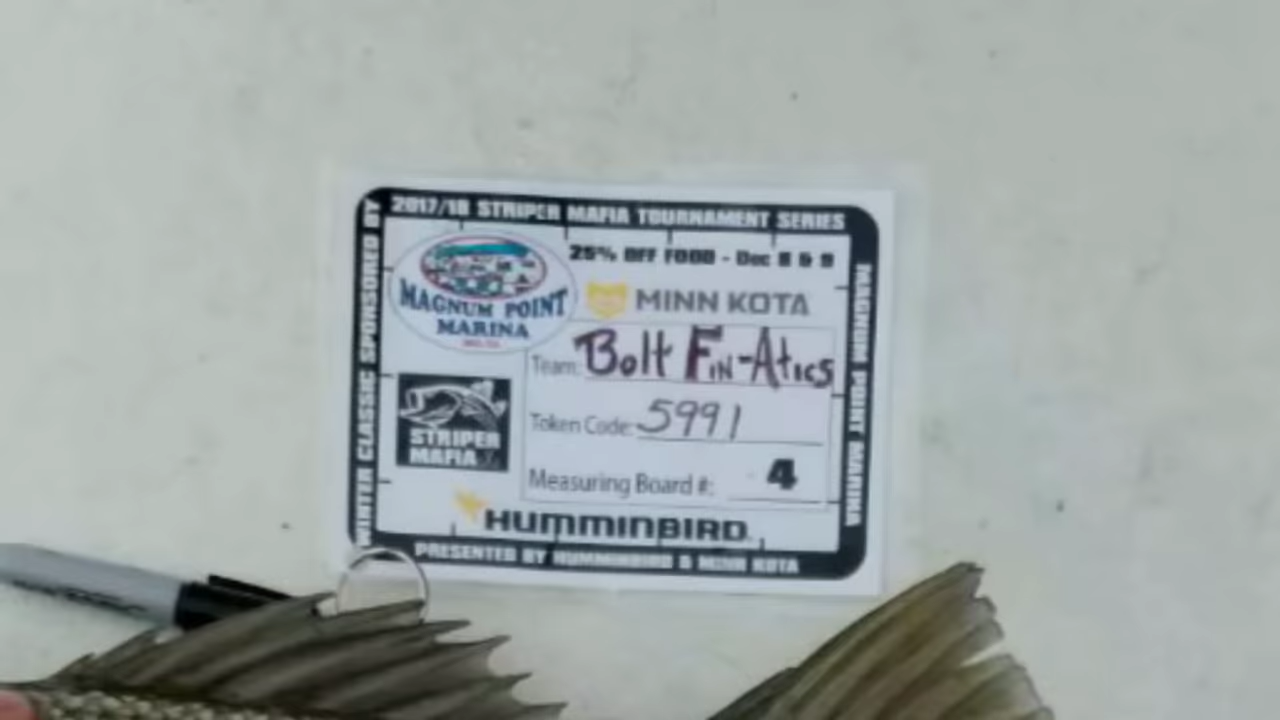 2017/18 STRIPER MAFIA TOURNAMENT SERIES
WINTER CLASSIC SPONSORED BY
MAGNUM POINT MARINA
25% OFF FOOD - Dec 8 & 9
MAGNUM POINT
MARINA
MINN KOTA
Team: Bolt Fin-Atics
Token Code: 5991
STRIPER
MAFIA
Measuring Board #: 4
HUMMINBIRD
PRESENTED BY HUMMINBIRD & MINN KOTA